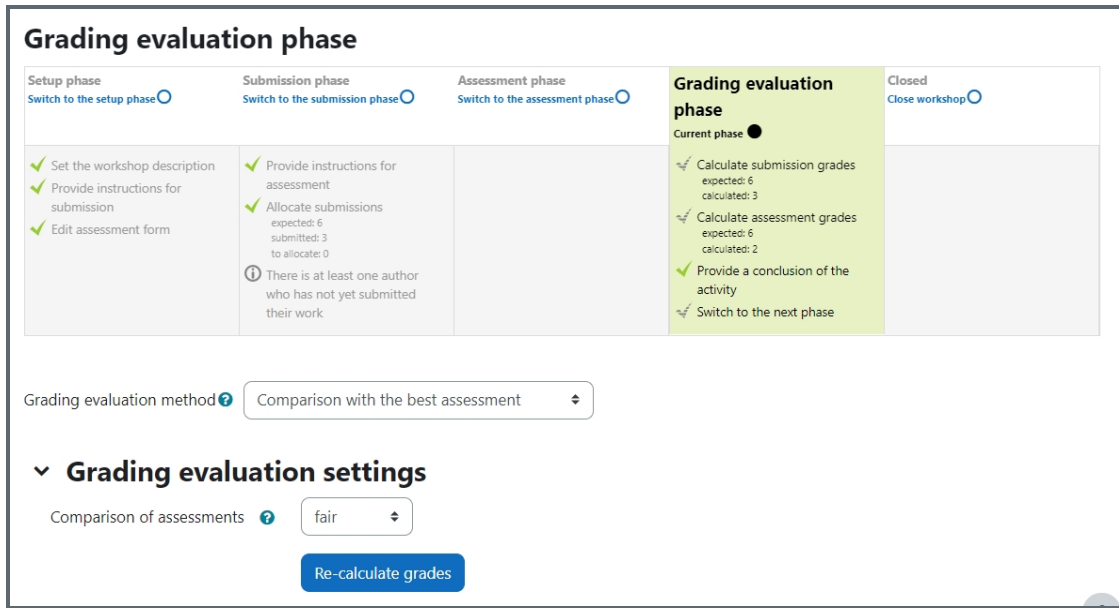 Grading evaluation phase
Setup phase
Switch to the setup phase
Submission phase
Switch to the submission phase
Assessment phase
Switch to the assessment phase
Grading evaluation
phase
Current phase
Closed
Close workshop
Set the workshop description
Provide instructions for
submission
Edit assessment form
Provide instructions for
assessment
Allocate submissions
expected: 6
submitted: 3
to allocate: 0
There is at least one author
who has not yet submitted
their work
Calculate submission grades
expected: 6
calculated: 3
Calculate assessment grades
expected: 6
calculated: 2
Provide a conclusion of the
activity
Switch to the next phase
Grading evaluation method
Comparison with the best assessment
Grading evaluation settings
Comparison of assessments
fair
Re-calculate grades